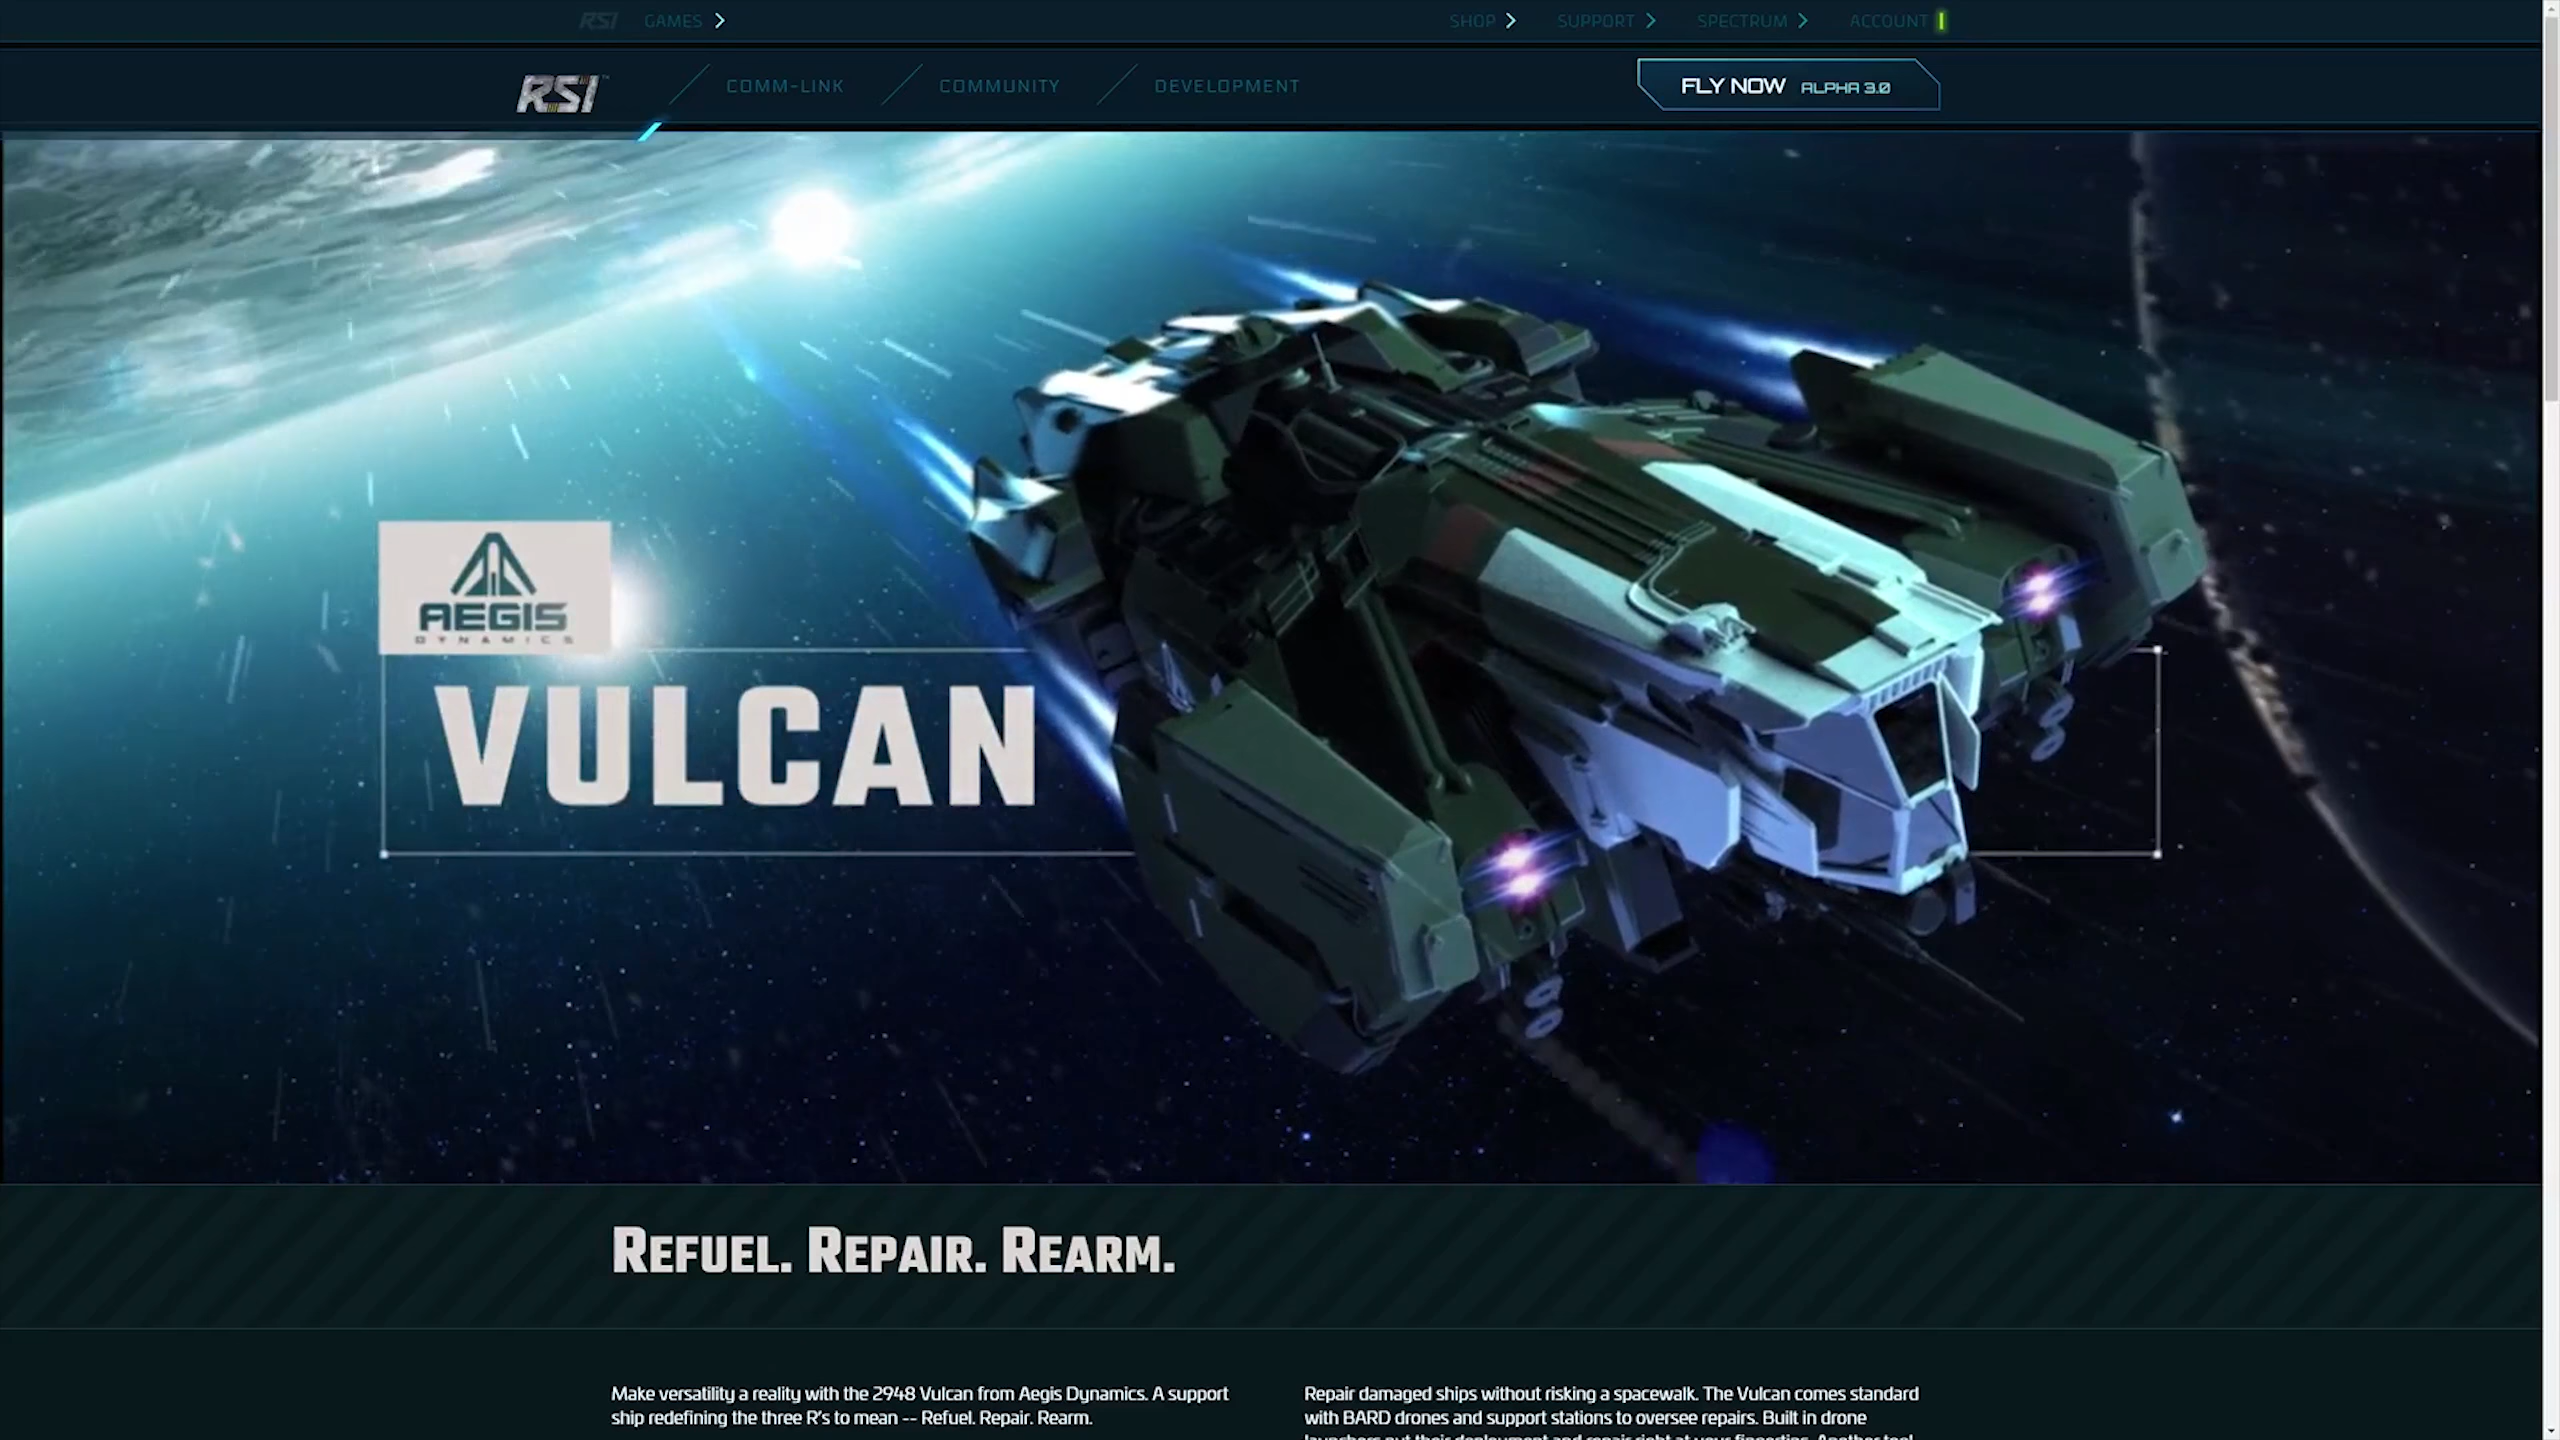 RSI GAMES SHOP SUPPORT SPECTRUM ACCOUNT
RSI COMM-LINK COMMUNITY DEVELOPMENT FLY NOW ALPHA 3.0
AEGIS
DYNAMICS
VULCAN
REFUEL. REPAIR. REARM.
Make versatility a reality with the 2948 Vulcan from Aegis Dynamics. A support
ship redefining the three R's to mean -- Refuel. Repair. Rearm.
Repair damaged ships without risking a spacewalk. The Vulcan comes standard
with BARD drones and support stations to oversee repairs. Built in drone